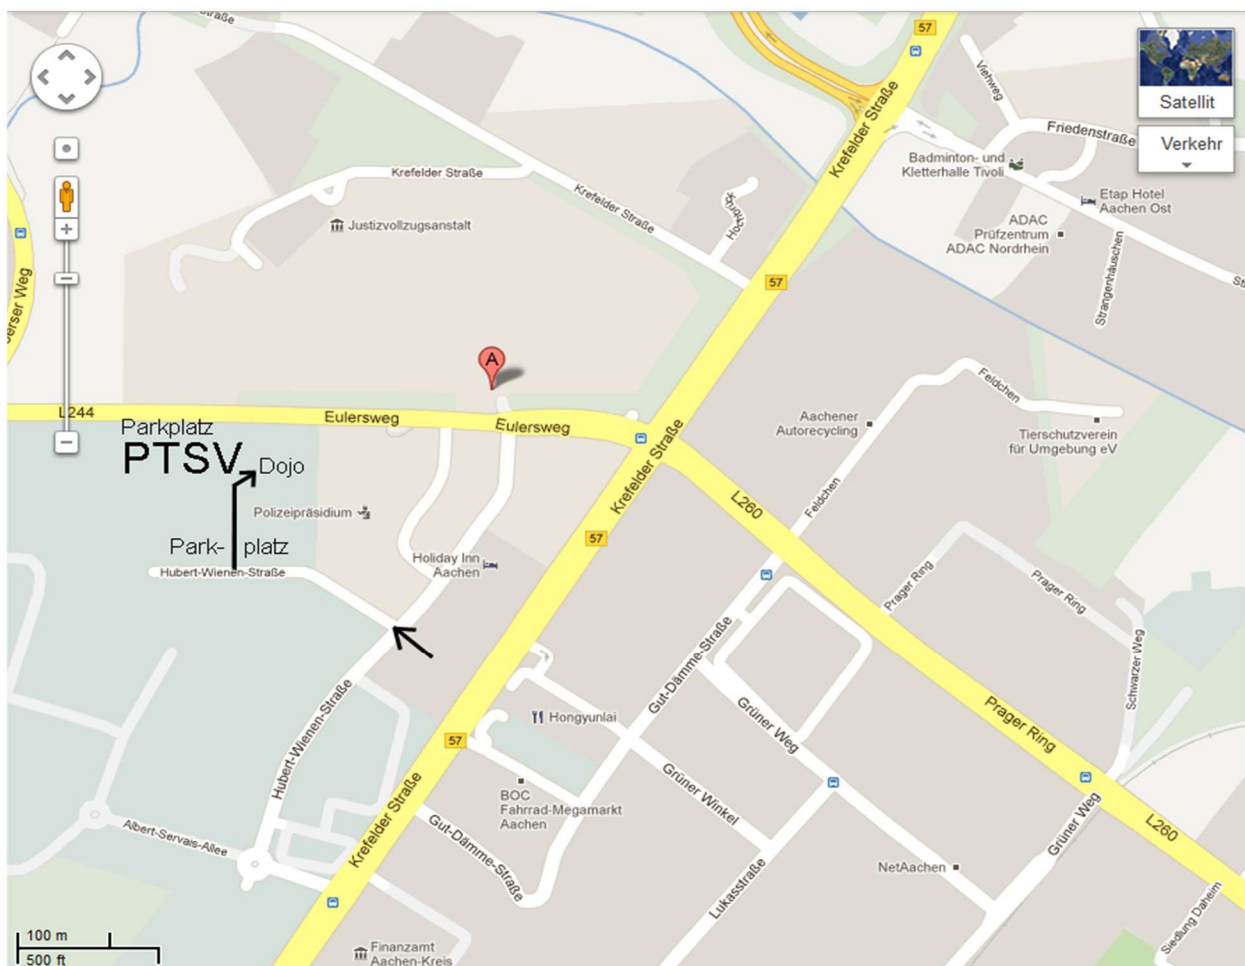 straße
57
Viehweg
Satellit
Friedenstraße
Verkehr
Krefelder Straße
Badminton- und
Kletterhalle Tivoli
Krefelder Straße
Krefelder Straße
Etap Hotel
Aachen Ost
Hochbrück
ADAC
Prüfzentrum
ADAC Nordrhein
Justizvollzugsanstalt
Strangenhäuschen
St
57
erser Weg
A
Feldchen
L244
Eulersweg
Eulersweg
Aachener
Autorecycling
Tierschutzverein
für Umgebung eV
Parkplatz
PTSV
Dojo
Krefelder Straße
Feldchen
L260
Polizeipräsidium
57
Park- platz
Holiday Inn
Aachen
Hubert-Wienen-Straße
Prager Ring
Prager Ring
Schwarzer Weg
Gut-Dämme-Straße
Hubert-Wienen-Straße
Hongyunlai
Grüner Weg
Prager Ring
57
Grüner Winkel
BOC
Fahrrad-Megamarkt
Aachen
Krefelder Straße
Gut-Dämme-Straße
Albert-Servais-Allee
Grüner Weg
L260
NetAachen
Lukasstraße
Siedlung Daheim
100 m
500 ft
Finanzamt
Aachen-Kreis